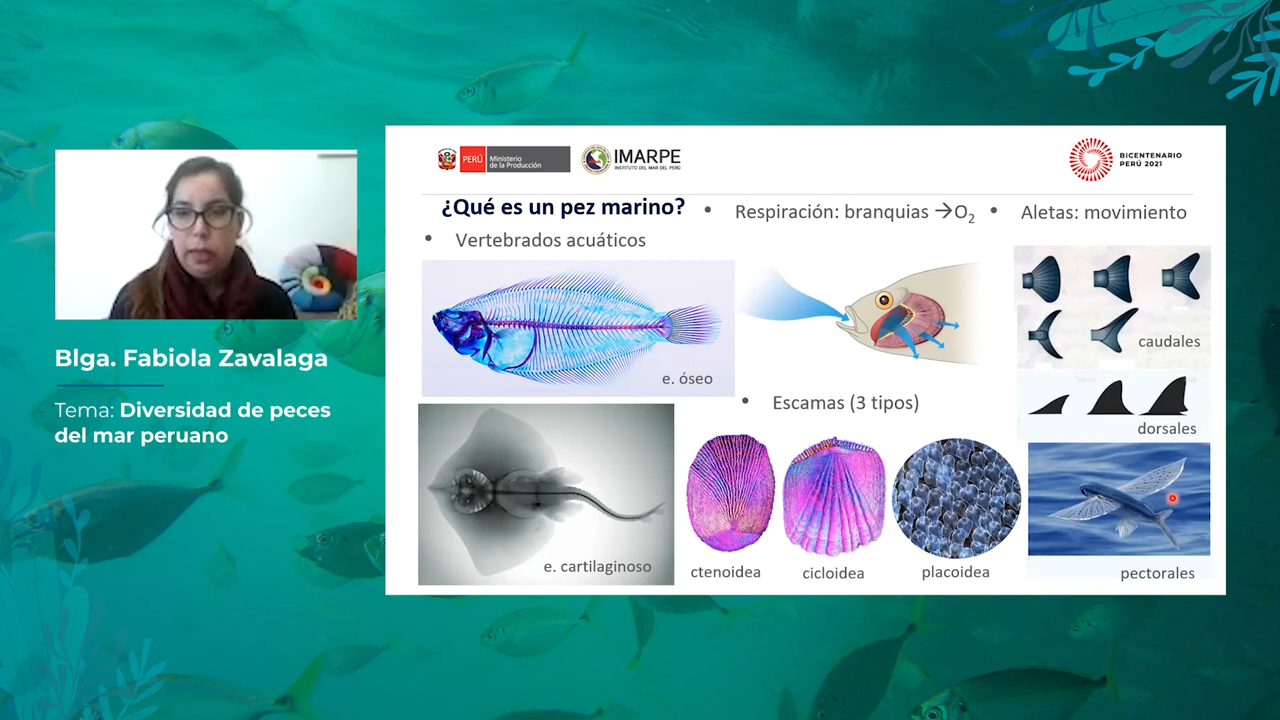 Blga. Fabiola Zavalaga
Tema: Diversidad de peces
del mar peruano
PERÚ
Ministerio
de la Producción
IMARPE
INSTITUTO DEL MAR DEL PERÚ
BICENTENARIO
PERÚ 2021
¿Qué es un pez marino?
• Vertebrados acuáticos
e. óseo
e. cartilaginoso
• Respiración: branquias →O₂
• Escamas (3 tipos)
ctenoidea
cicloidea
placoidea
• Aletas: movimiento
caudales
dorsales
pectorales